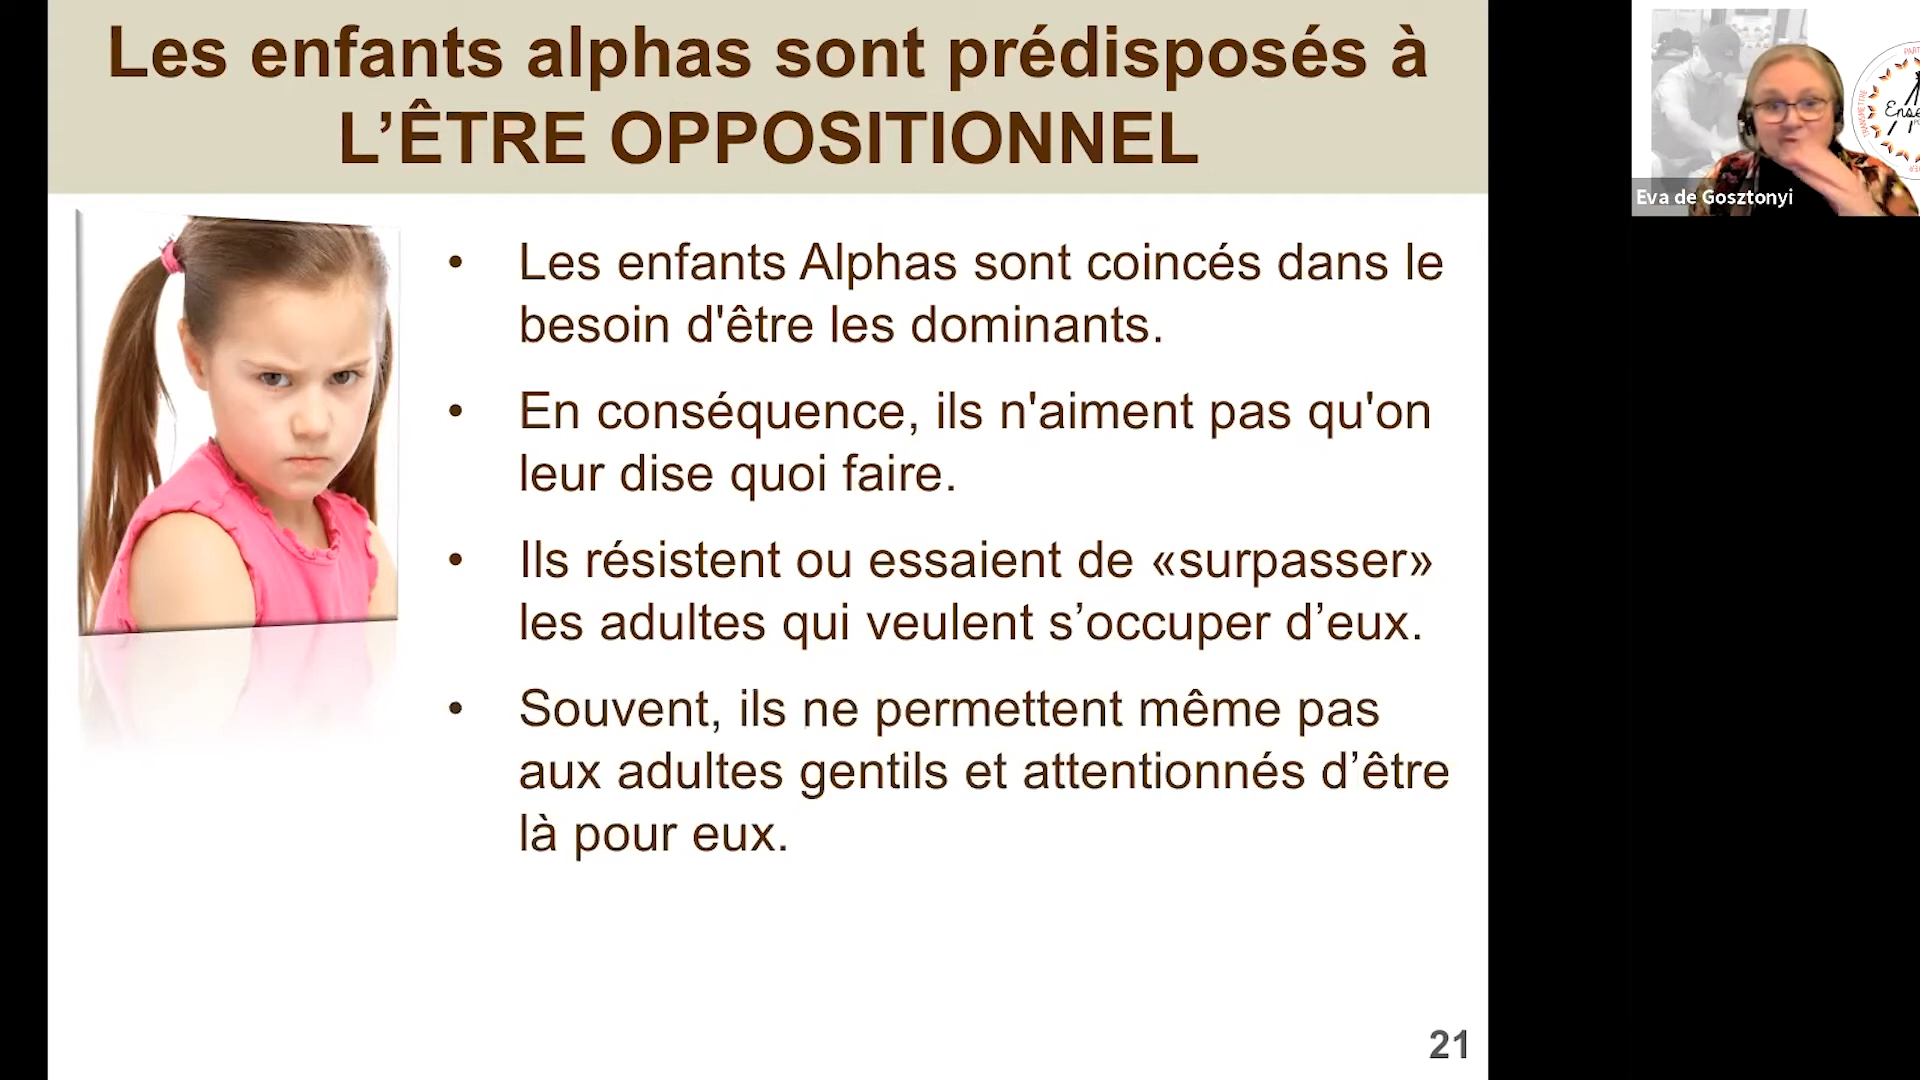 Les enfants alphas sont prédisposés à
L’ÊTRE OPPOSITIONNEL
• Les enfants Alphas sont coincés dans le
besoin d'être les dominants.
• En conséquence, ils n'aiment pas qu'on
leur dise quoi faire.
• Ils résistent ou essaient de «surpasser»
les adultes qui veulent s’occuper d’eux.
• Souvent, ils ne permettent même pas
aux adultes gentils et attentionnés d’être
là pour eux.
21
Eva de Gosztonyi